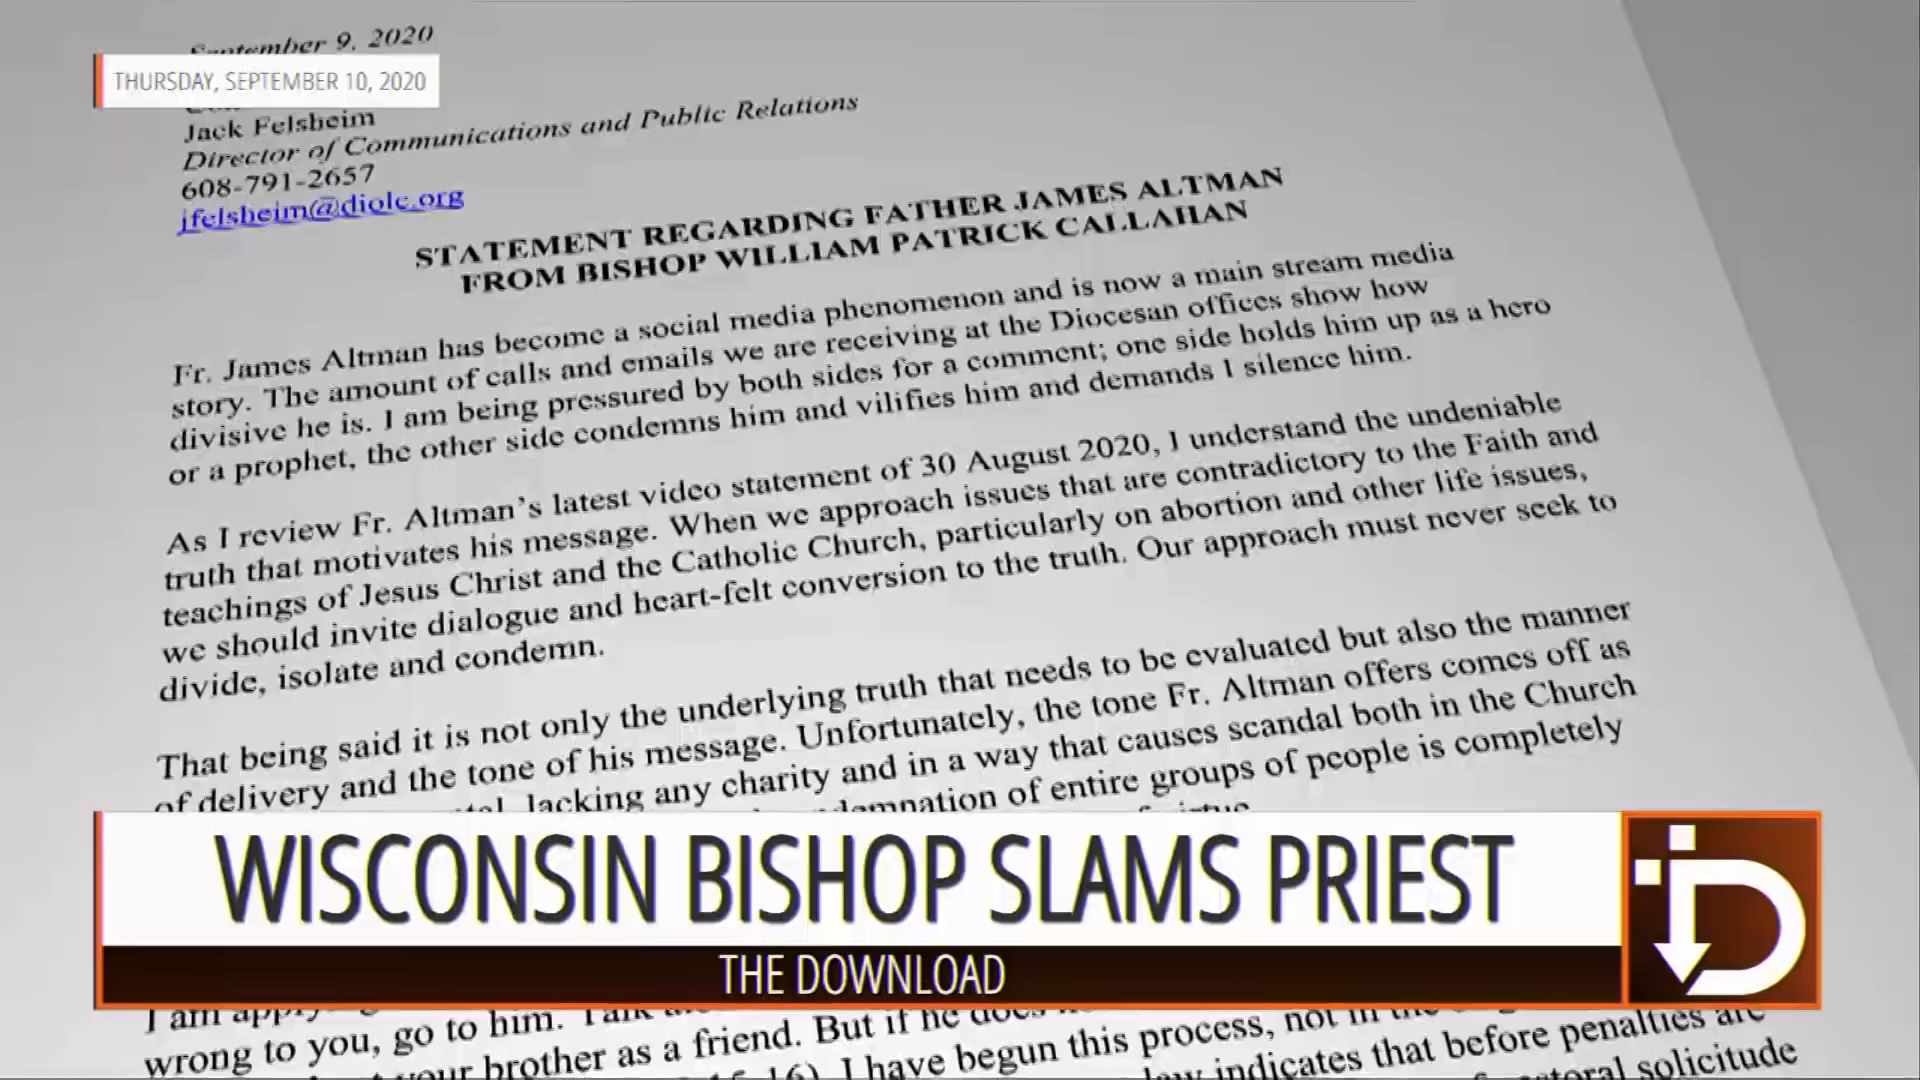 September 9, 2020
THURSDAY, SEPTEMBER 10, 2020
Jack Felsheim
Director of Communications and Public Relations
608-791-2657
jfelsheim@diolc.org
STATEMENT REGARDING FATHER JAMES ALTMAN
FROM BISHOP WILLIAM PATRICK CALLAHAN
Fr. James Altman has become a social media phenomenon and is now a main stream media
story. The amount of calls and emails we are receiving at the Diocesan offices show how
divisive he is. I am being pressured by both sides for a comment; one side holds him up as a hero
or a prophet, the other side condemns him and vilifies him and demands I silence him.
As I review Fr. Altman's latest video statement of 30 August 2020, I understand the undeniable
truth that motivates his message. When we approach issues that are contradictory to the Faith and
teachings of Jesus Christ and the Catholic Church, particularly on abortion and other life issues,
we should invite dialogue and heart-felt conversion to the truth. Our approach must never seek to
divide, isolate and condemn.
That being said it is not only the underlying truth that needs to be evaluated but also the manner
of delivery and the tone of his message. Unfortunately, the tone Fr. Altman offers comes off as
lacking any charity and in a way that causes scandal both in the Church
of entire groups of people is completely
WISCONSIN BISHOP SLAMS PRIEST
THE DOWNLOAD
D
I am
wrong to you, go to him. But if he
your brother as a friend. I have begun this process, not in
indicates that before penalties are
solicitude